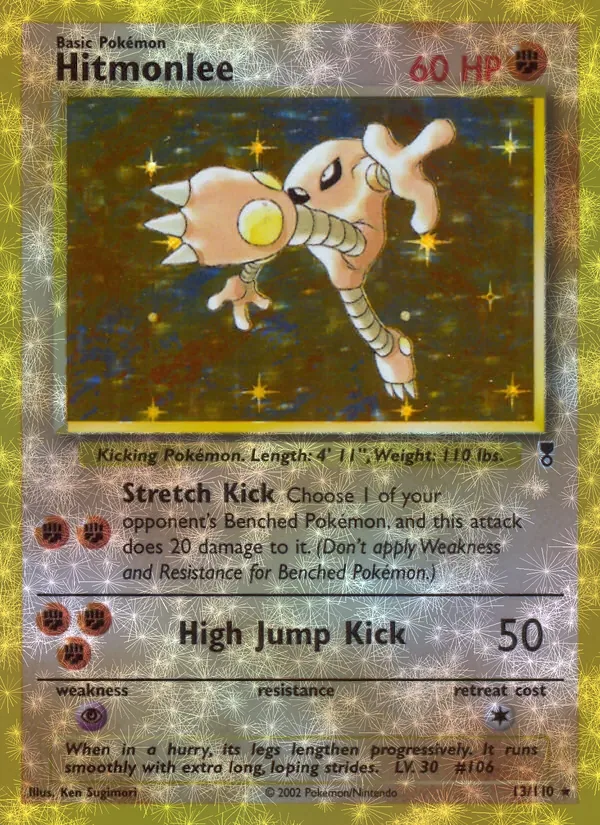 Basic Pokémon
Hitmonlee 60 HP
Kicking Pokémon. Length: 4' 11", Weight: 110 lbs.
Stretch Kick Choose 1 of your
opponent's Benched Pokémon, and this attack
does 20 damage to it. (Don't apply Weakness
and Resistance for Benched Pokémon.)
High Jump Kick 50
weakness resistance retreat cost
When in a hurry, its legs lengthen progressively. It runs
smoothly with extra long, loping strides. LV. 30 #106
Illus. Ken Sugimori © 2002 Pokémon/Nintendo 13/110 ★